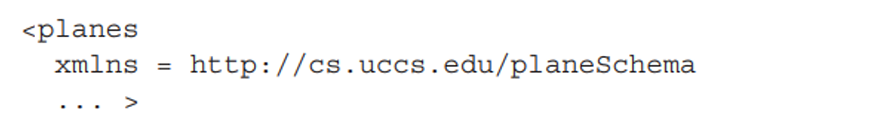 <planes
xmlns = http://cs.uccs.edu/planeSchema
... >